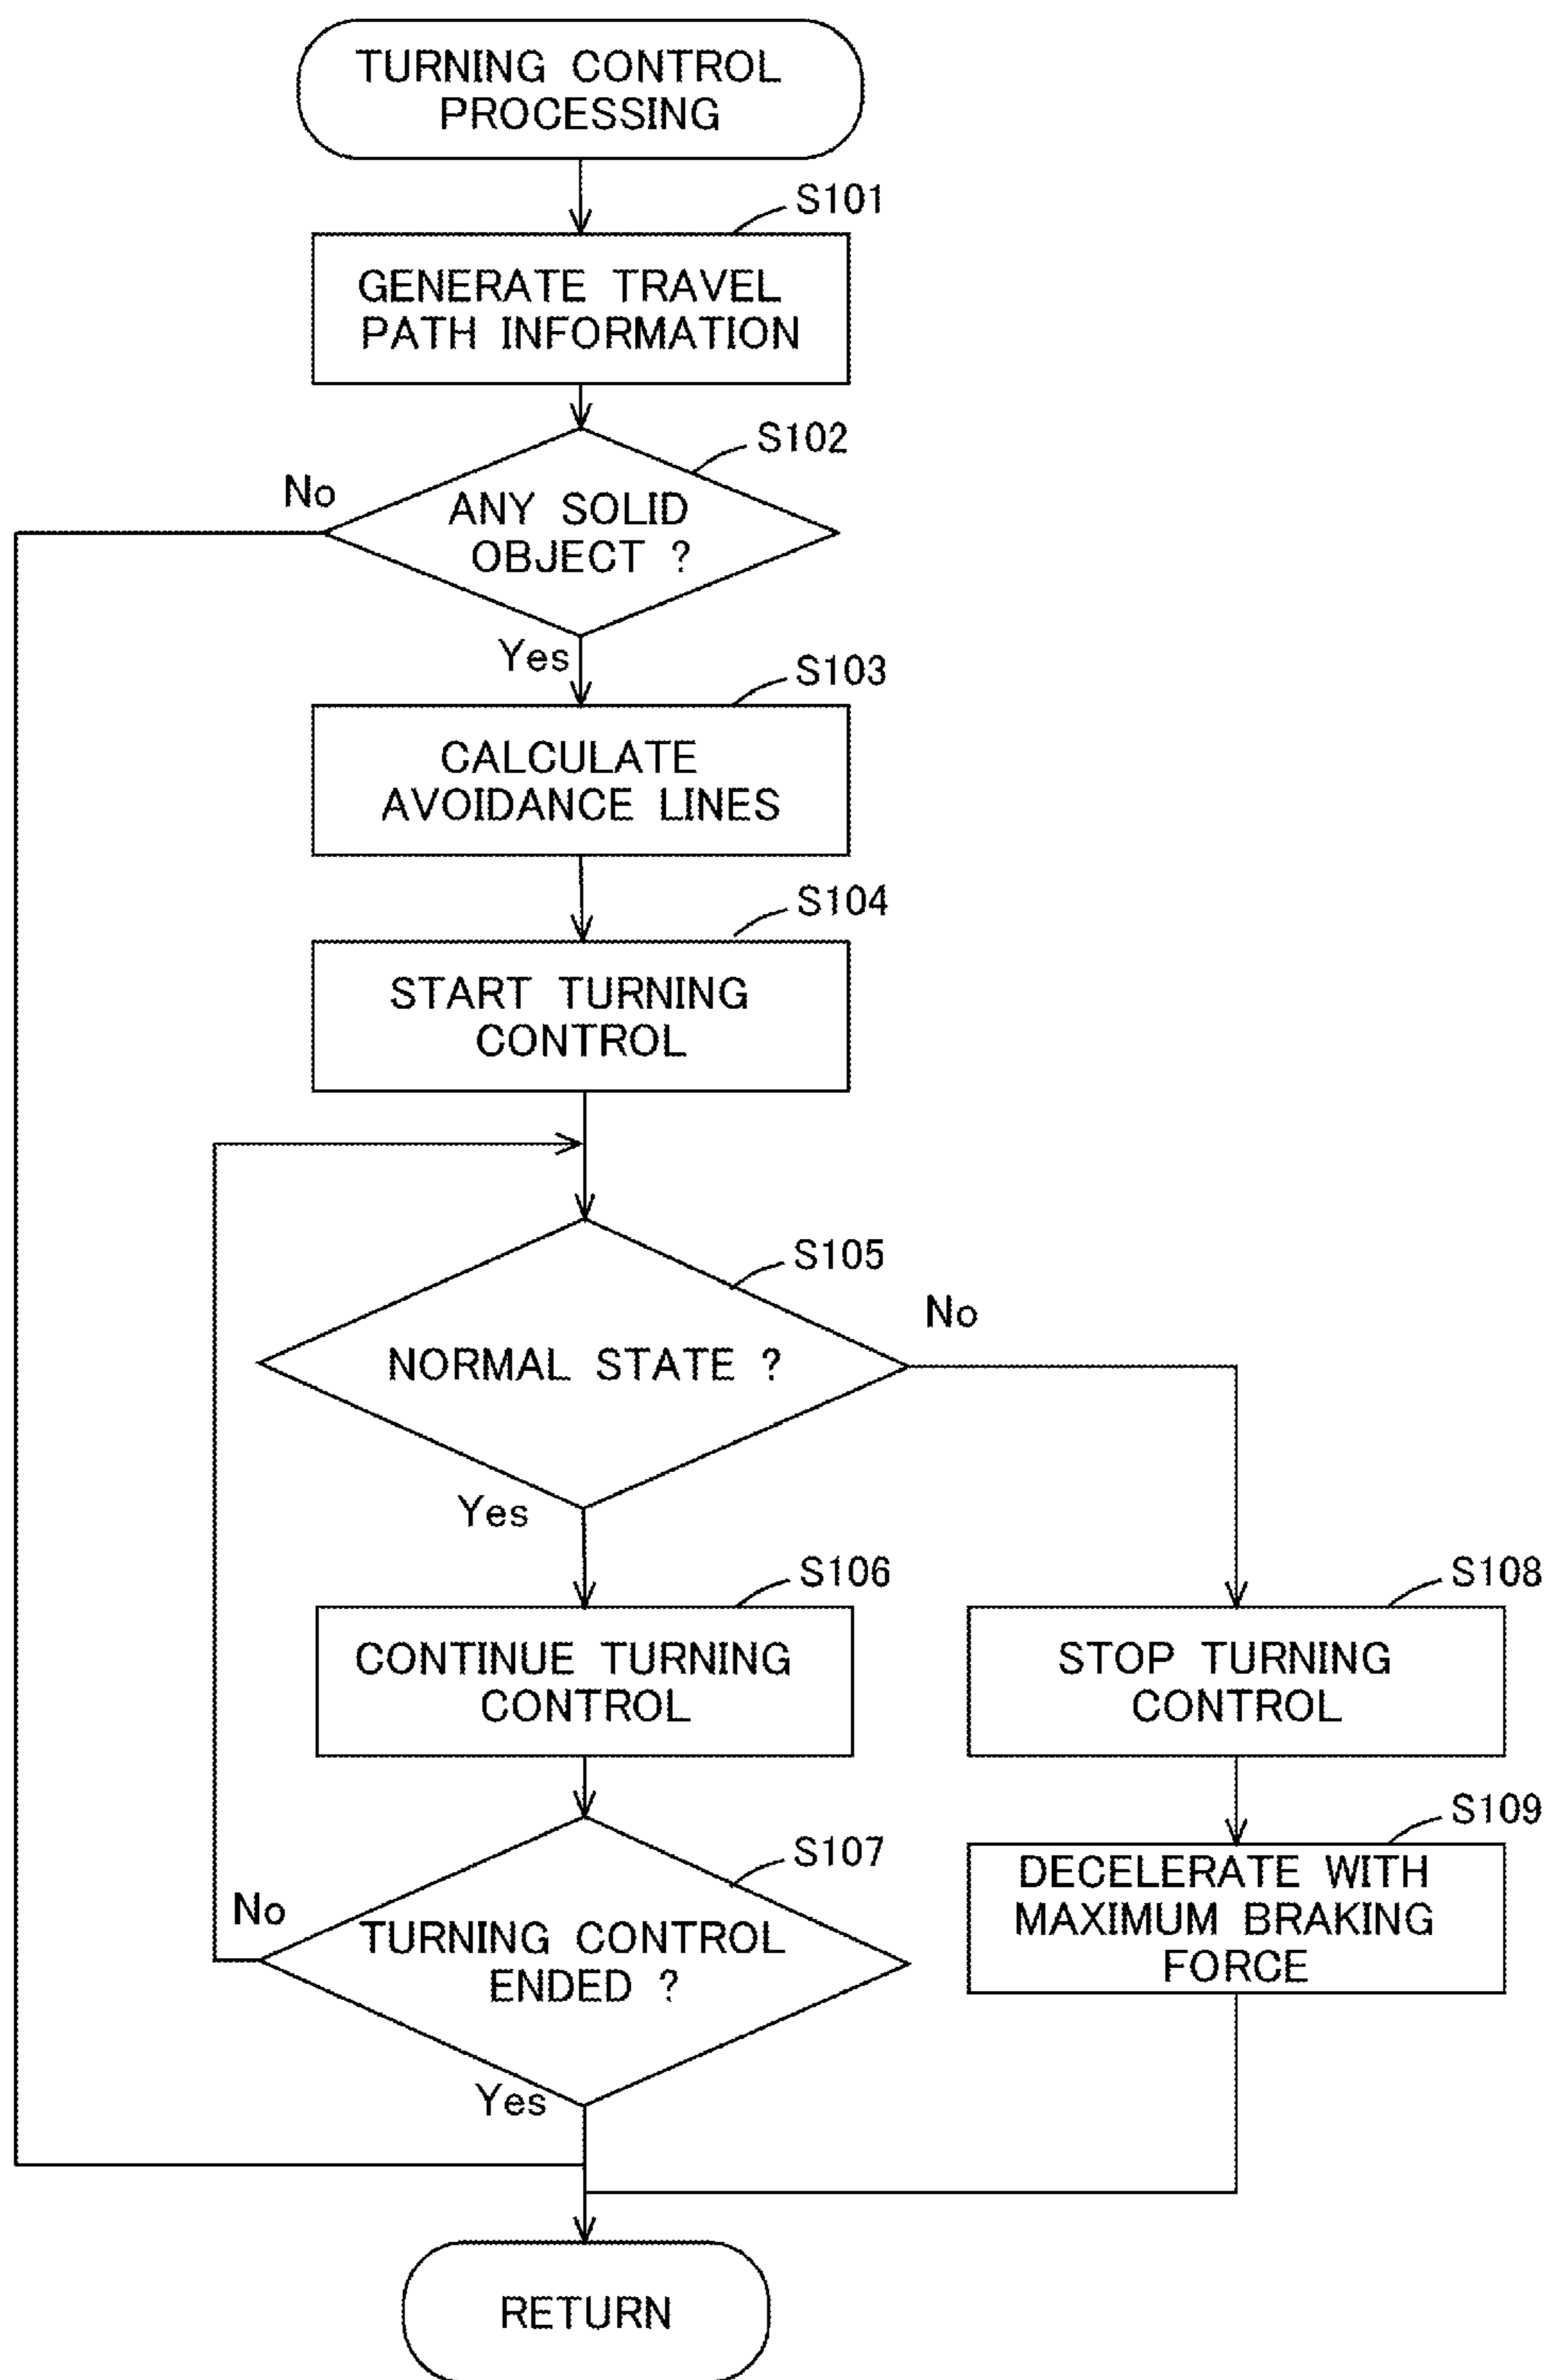 TURNING CONTROL
PROCESSING
S101
GENERATE TRAVEL
PATH INFORMATION
S102
No
ANY SOLID
OBJECT ?
Yes
S103
CALCULATE
AVOIDANCE LINES
S104
START TURNING
CONTROL
S105
No
NORMAL STATE ?
Yes
S106
CONTINUE TURNING
CONTROL
S108
STOP TURNING
CONTROL
S107
No
TURNING CONTROL
ENDED ?
Yes
S109
DECELERATE WITH
MAXIMUM BRAKING
FORCE
RETURN